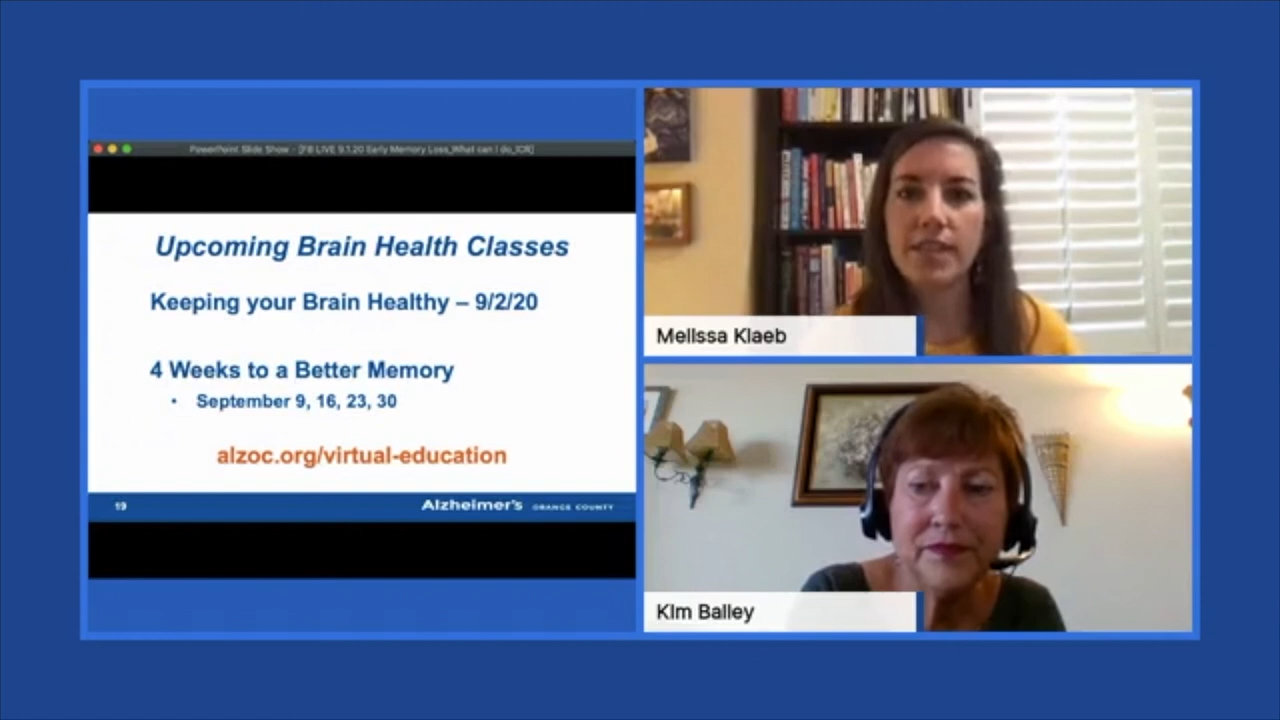 PowerPoint Slide Show - [FB LIVE 9.1.20 Early Memory Loss_What can I do_ICR]
Upcoming Brain Health Classes
Keeping your Brain Healthy – 9/2/20
4 Weeks to a Better Memory
• September 9, 16, 23, 30
alzoc.org/virtual-education
19
Alzheimer's ORANGE COUNTY
Melissa Klaeb
Kim Bailey